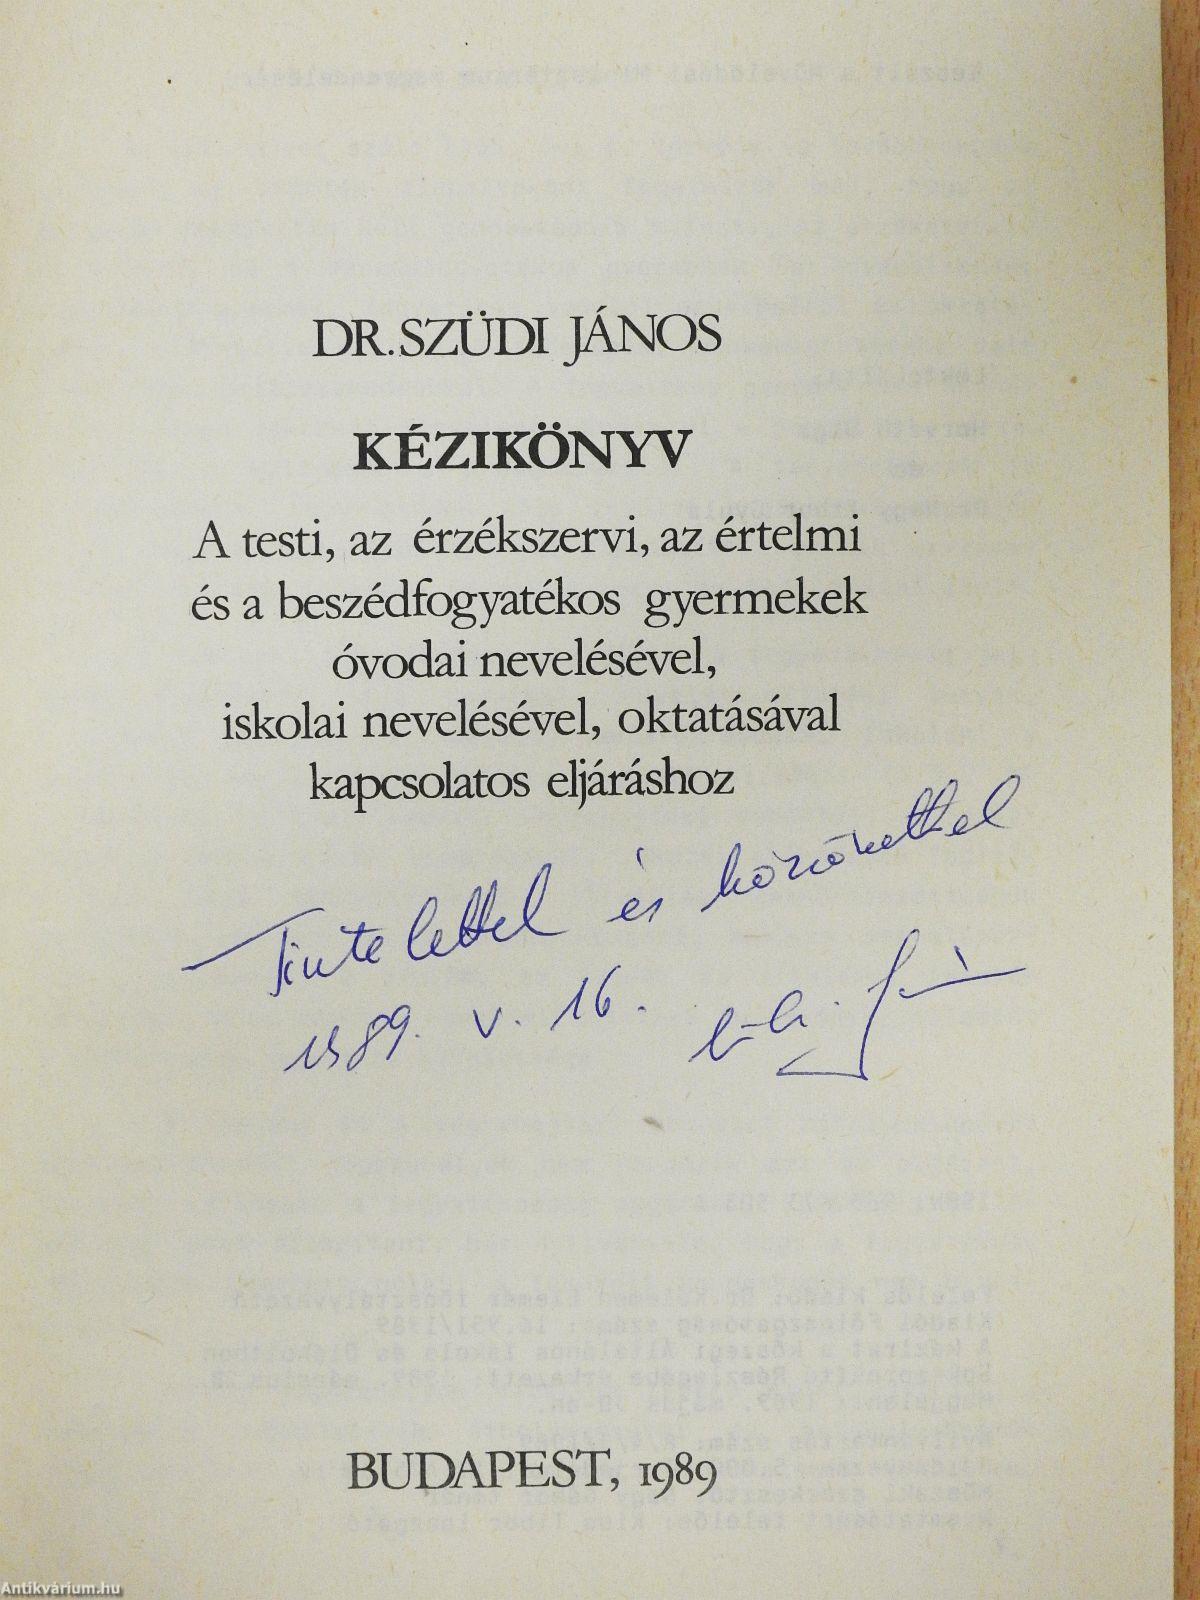 DR. SZÜDI JÁNOS
KÉZIKÖNYV
A testi, az érzékszervi, az értelmi
és a beszédfogyatékos gyermekek
óvodai nevelésével,
iskolai nevelésével, oktatásával
kapcsolatos eljáráshoz
Tisztelettel és köszönettel
1989. V. 16.
BUDAPEST, 1989
Antikvárium.hu